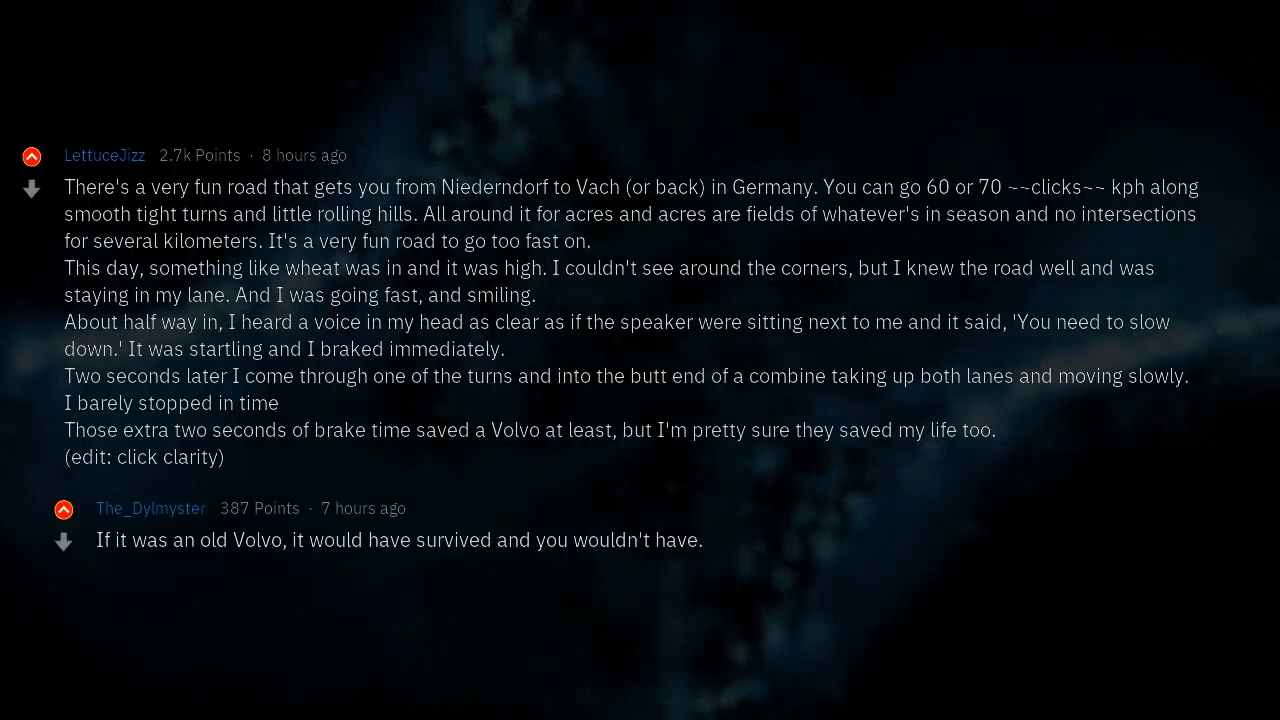 LettuceJizz 2.7k Points · 8 hours ago
There's a very fun road that gets you from Niederndorf to Vach (or back) in Germany. You can go 60 or 70 ~~clicks~~ kph along
smooth tight turns and little rolling hills. All around it for acres and acres are fields of whatever's in season and no intersections
for several kilometers. It's a very fun road to go too fast on.
This day, something like wheat was in and it was high. I couldn't see around the corners, but I knew the road well and was
staying in my lane. And I was going fast, and smiling.
About half way in, I heard a voice in my head as clear as if the speaker were sitting next to me and it said, 'You need to slow
down.' It was startling and I braked immediately.
Two seconds later I come through one of the turns and into the butt end of a combine taking up both lanes and moving slowly.
I barely stopped in time
Those extra two seconds of brake time saved a Volvo at least, but I'm pretty sure they saved my life too.
(edit: click clarity)
The_Dylmyster 387 Points · 7 hours ago
If it was an old Volvo, it would have survived and you wouldn't have.